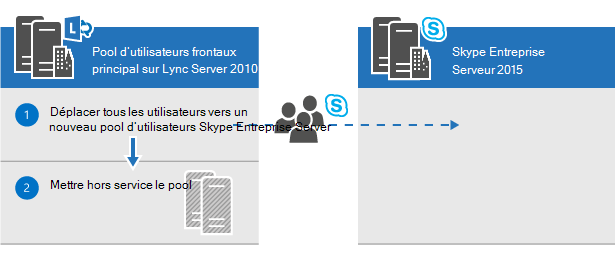 Pool d'utilisateurs frontaux
principal sur Lync Server 2010
Skype Entreprise
Serveur 2015
1 Déplacer tous les utilisateurs vers un
nouveau pool d'utilisateurs Skype Entreprise Server
2 Mettre hors service le pool